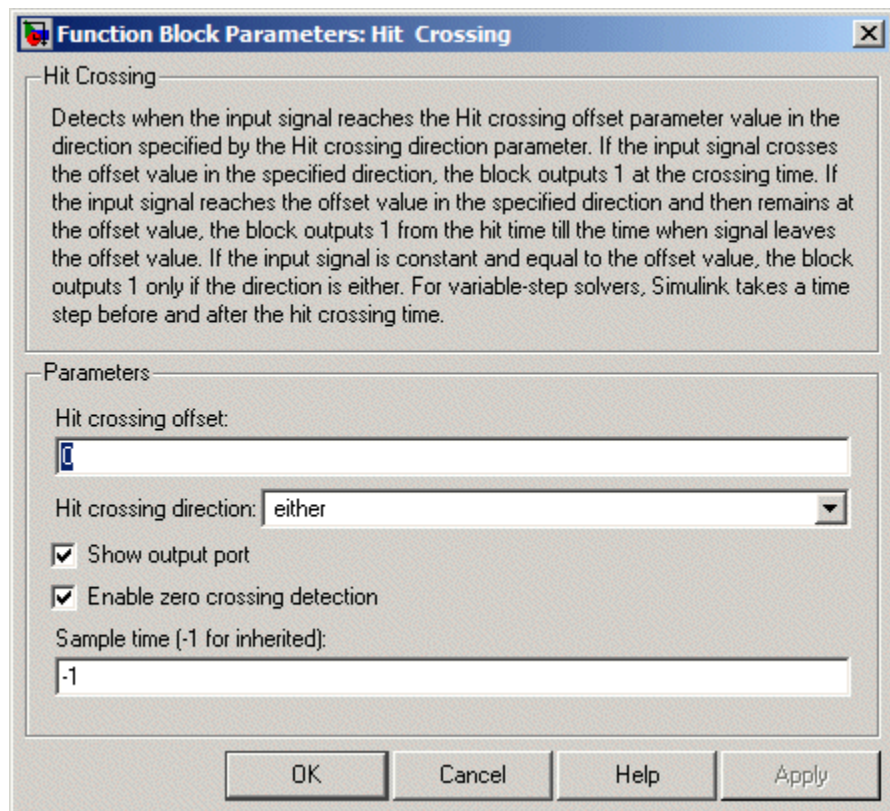 Function Block Parameters: Hit Crossing
Hit Crossing
Detects when the input signal reaches the Hit crossing offset parameter value in the
direction specified by the Hit crossing direction parameter. If the input signal crosses
the offset value in the specified direction, the block outputs 1 at the crossing time. If
the input signal reaches the offset value in the specified direction and then remains at
the offset value, the block outputs 1 from the hit time till the time when signal leaves
the offset value. If the input signal is constant and equal to the offset value, the block
outputs 1 only if the direction is either. For variable-step solvers, Simulink takes a time
step before and after the hit crossing time.
Parameters
Hit crossing offset:
0
Hit crossing direction: either
Show output port
Enable zero crossing detection
Sample time (-1 for inherited):
-1
OK Cancel Help Apply